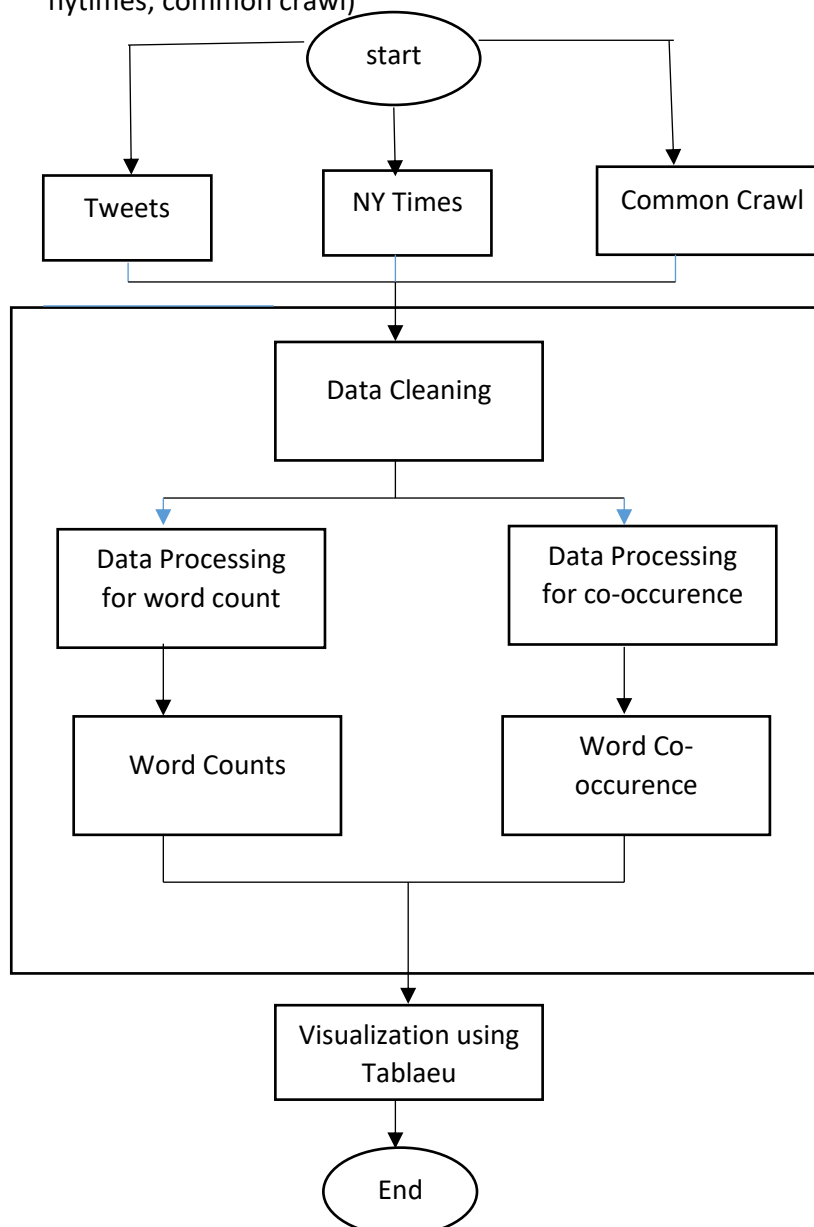 nytimes, common crawl)
start
Tweets
NY Times
Common Crawl
Data Cleaning
Data Processing
for word count
Data Processing
for co-occurence
Word Counts
Word Co-
occurence
Visualization using
Tablaeu
End